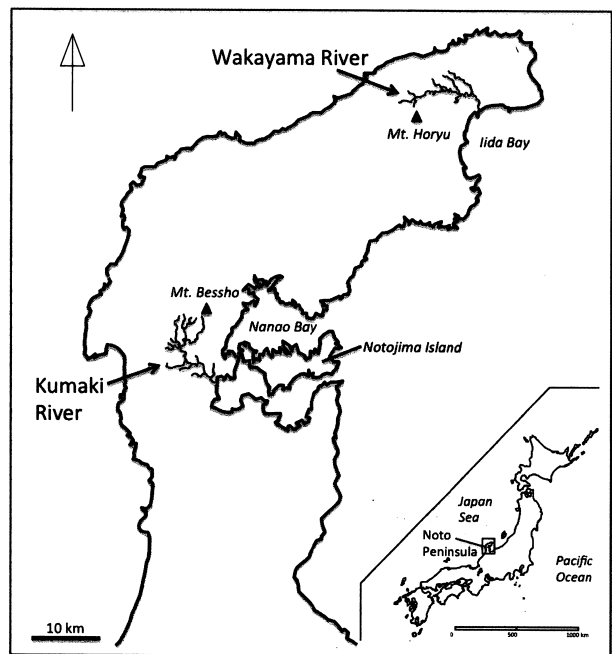 Wakayama River
Mt. Horyu
Iida Bay
Mt. Bessho
Nanao Bay
Notojima Island
Kumaki
River
Japan
Sea
Noto
Peninsula
Pacific
Ocean
10 km
0 500 1000 km